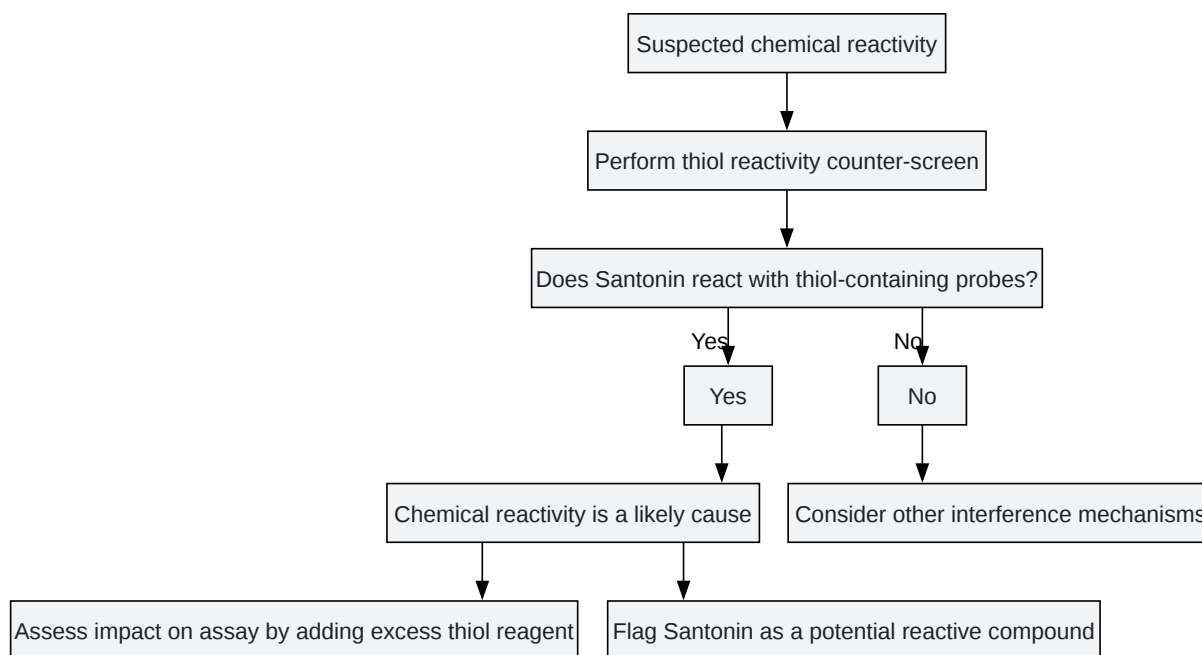 Suspected chemical reactivity
Perform thiol reactivity counter-screen
Does Santonin react with thiol-containing probes?
Yes
No
Yes
No
Chemical reactivity is a likely cause
Consider other interference mechanisms
Assess impact on assay by adding excess thiol reagent
Flag Santonin as a potential reactive compound